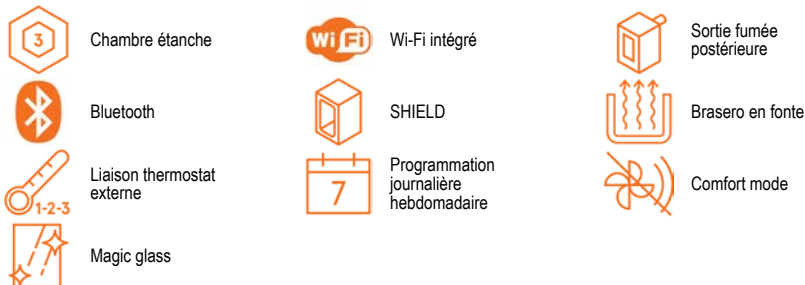 3
Chambre étanche
Wi Fi
Wi-Fi intégré
Sortie fumée
postérieure
Bluetooth
SHIELD
Brasero en fonte
1-2-3
Liaison thermostat
externe
7
Programmation
journalière
hebdomadaire
Comfort mode
Magic glass